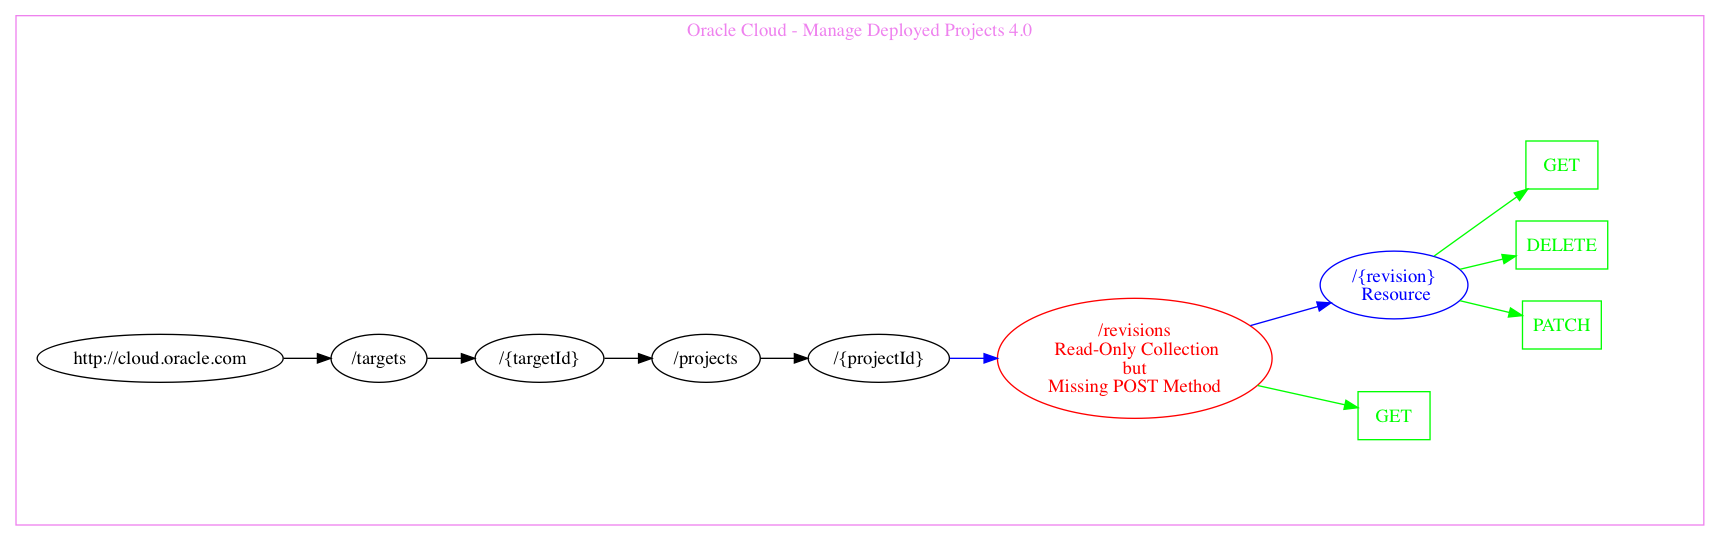 Oracle Cloud - Manage Deployed Projects 4.0
http://cloud.oracle.com
/targets
/{targetId}
/projects
/{projectId}
/revisions
Read-Only Collection
but
Missing POST Method
/{revision}
Resource
GET
DELETE
PATCH
GET